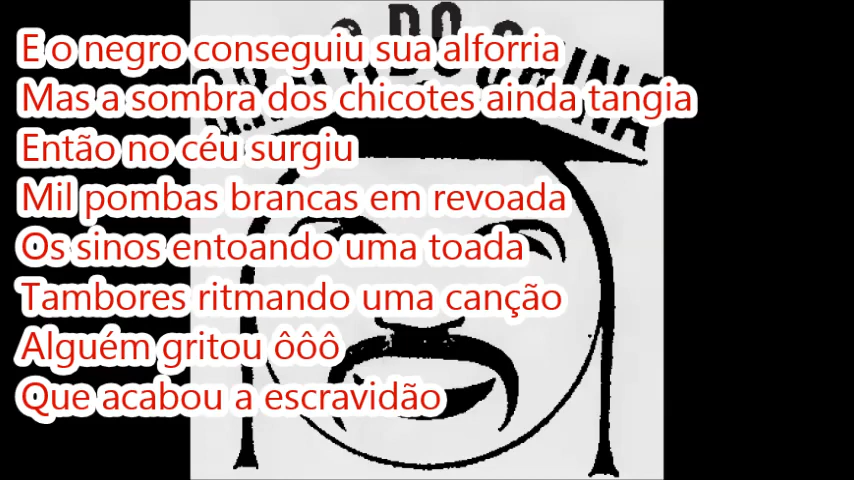 E o negro conseguiu sua alforria
Mas a sombra dos chicotes ainda tangia
Então no céu surgiu
Mil pombas brancas em revoada
Os sinos entoando uma toada
Tambores ritmando uma canção
Alguém gritou ôôô
Que acabou a escravidão